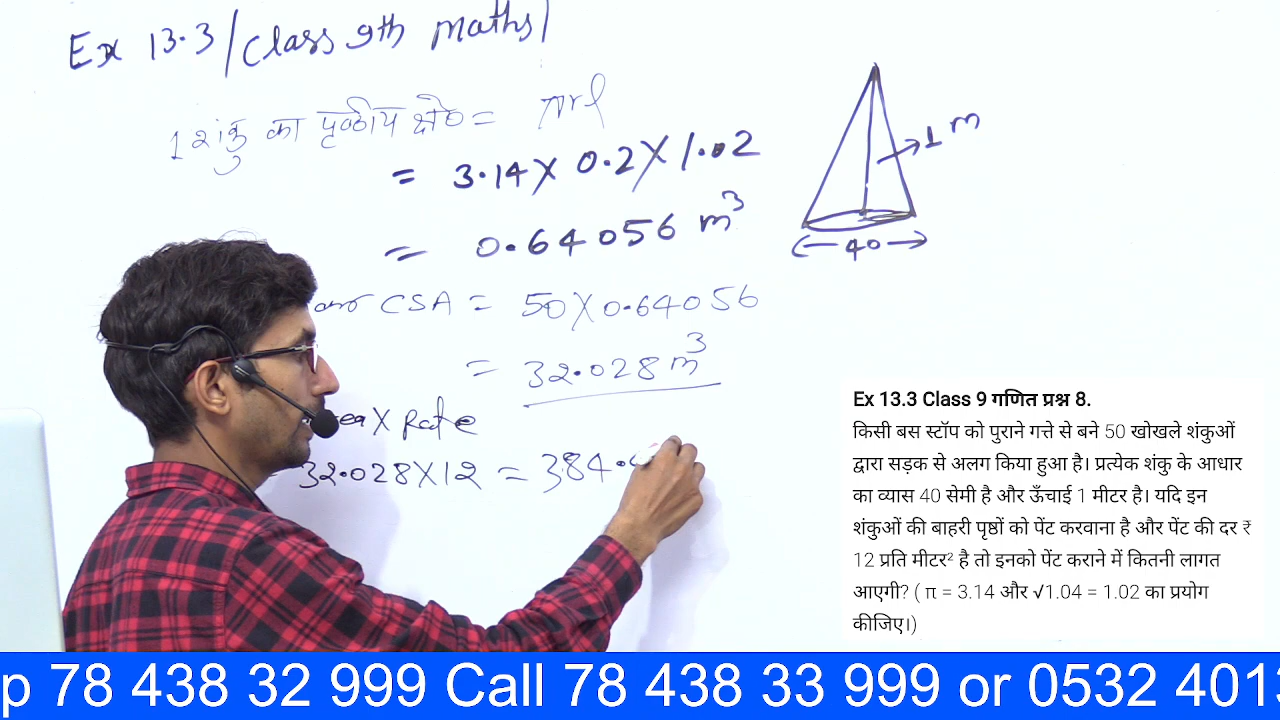 Ex 13.3/Class 9th maths/
1 शंकु का पृष्ठीय क्षे० = πrl
= 3.14 X 0.2 X 1.02
= 0.64056 m³
CSA = 50 X 0.64056
= 32.028 m³
X Rate
32.028 X 12 = 384.
1 m
40
Ex 13.3 Class 9 गणित प्रश्न 8.
किसी बस स्टॉप को पुराने गत्ते से बने 50 खोखले शंकुओं
द्वारा सड़क से अलग किया हुआ है। प्रत्येक शंकु के आधार
का व्यास 40 सेमी है और ऊँचाई 1 मीटर है। यदि इन
शंकुओं की बाहरी पृष्ठों को पेंट करवाना है और पेंट की दर ₹
12 प्रति मीटर² है तो इनको पेंट कराने में कितनी लागत
आएगी? ( π = 3.14 और √1.04 = 1.02 का प्रयोग
कीजिए।)
p 78 438 32 999 Call 78 438 33 999 or 0532 401